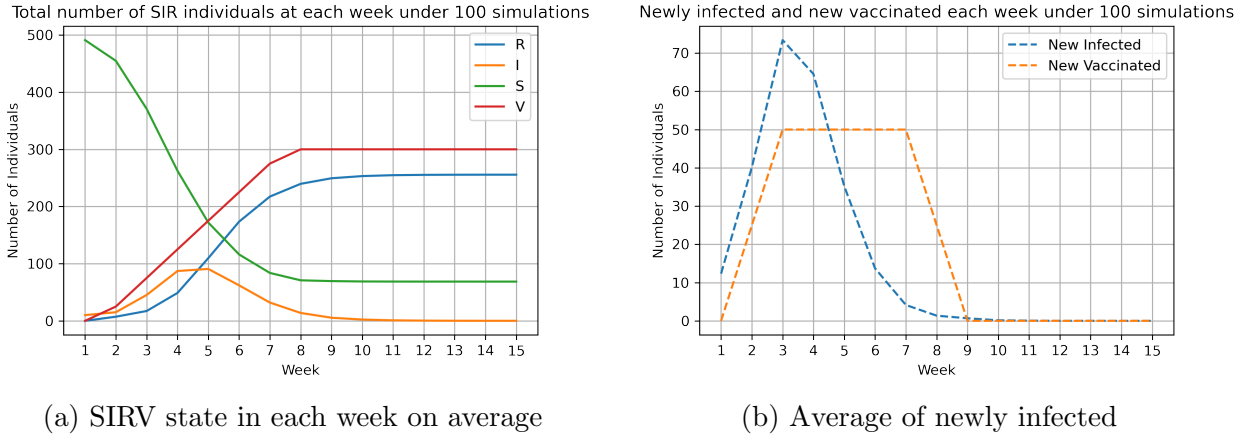 Total number of SIR individuals at each week under 100 simulations
500
400
300
200
100
0
Number of Individuals
R
I
S
V
1 2 3 4 5 6 7 8 9 10 11 12 13 14 15
Week
(a) SIRV state in each week on average
Newly infected and new vaccinated each week under 100 simulations
70
60
50
40
30
20
10
0
Number of Individuals
New Infected
New Vaccinated
1 2 3 4 5 6 7 8 9 10 11 12 13 14 15
Week
(b) Average of newly infected